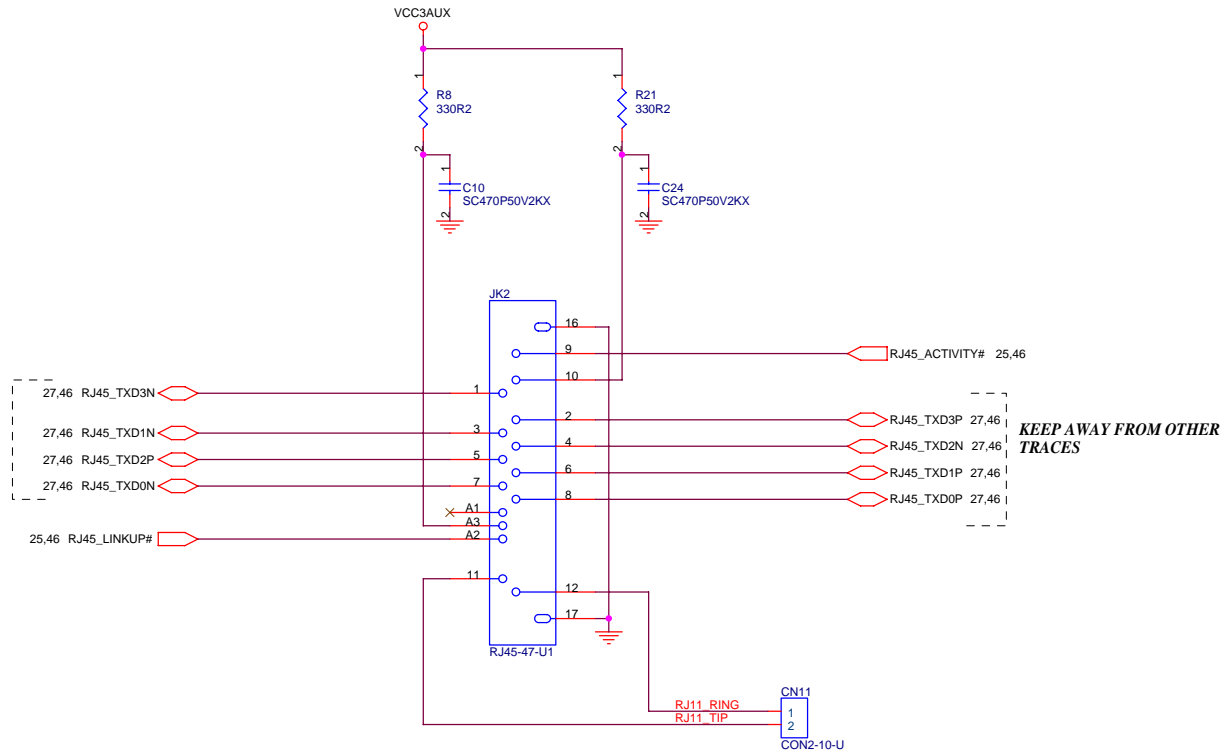 VCC3AUX
1
R8
330R2
2
1
R21
330R2
2
1
C10
SC470P50V2KX
2
1
C24
SC470P50V2KX
2
JK2
16
9
RJ45_ACTIVITY# 25,46
10
27,46 RJ45_TXD3N
1
2
RJ45_TXD3P 27,46
27,46 RJ45_TXD1N
3
4
RJ45_TXD2N 27,46
KEEP AWAY FROM OTHER
TRACES
27,46 RJ45_TXD2P
5
6
RJ45_TXD1P 27,46
27,46 RJ45_TXD0N
7
8
RJ45_TXD0P 27,46
A1
A3
25,46 RJ45_LINKUP#
A2
11
12
17
RJ45-47-U1
CN11
RJ11_RING
1
RJ11_TIP
2
CON2-10-U